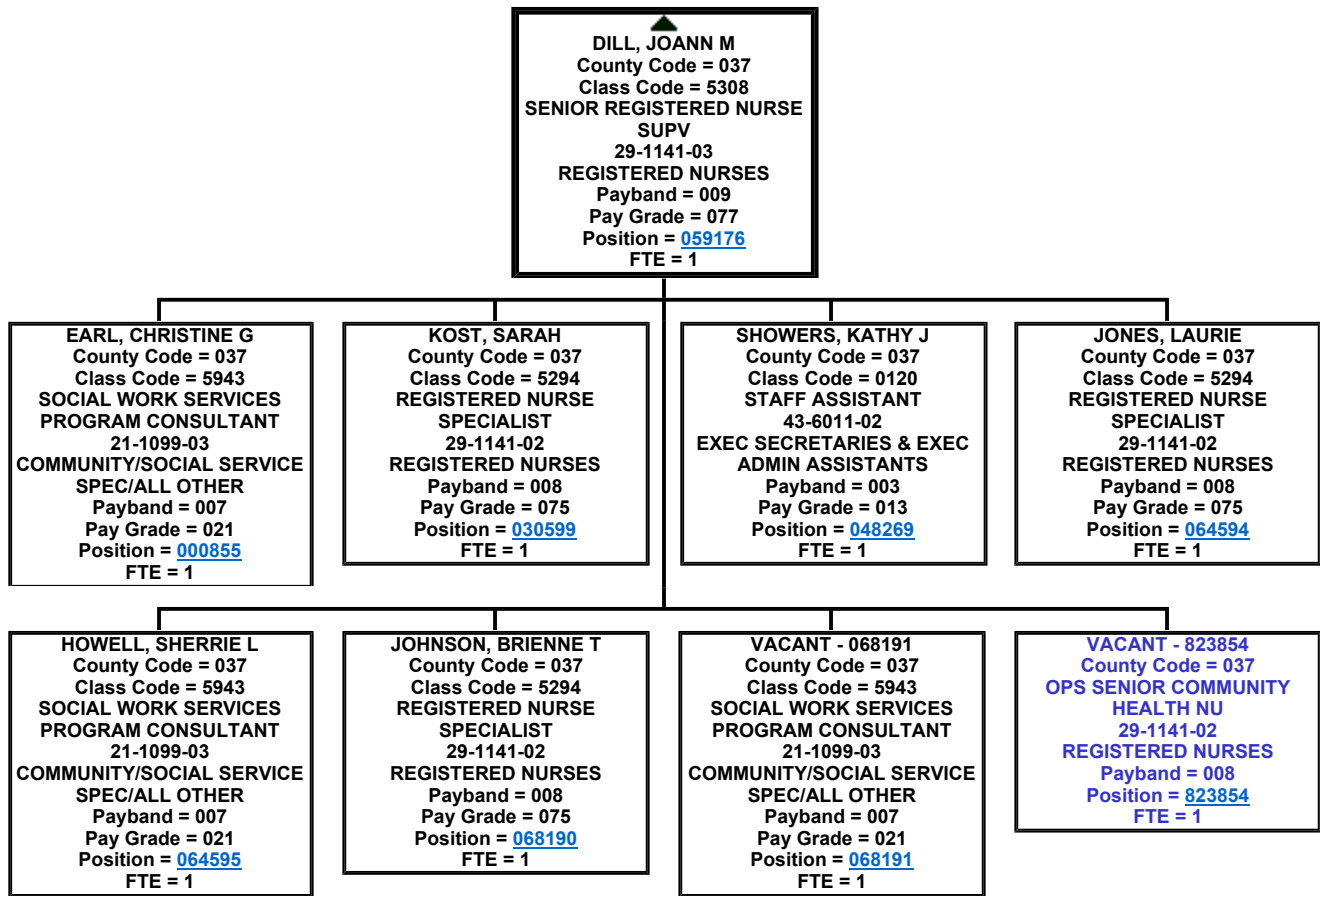 DILL, JOANN M
County Code = 037
Class Code = 5308
SENIOR REGISTERED NURSE
SUPV
29-1141-03
REGISTERED NURSES
Payband = 009
Pay Grade = 077
Position = 059176
FTE = 1
EARL, CHRISTINE G
County Code = 037
Class Code = 5943
SOCIAL WORK SERVICES
PROGRAM CONSULTANT
21-1099-03
COMMUNITY/SOCIAL SERVICE
SPEC/ALL OTHER
Payband = 007
Pay Grade = 021
Position = 000855
FTE = 1
KOST, SARAH
County Code = 037
Class Code = 5294
REGISTERED NURSE
SPECIALIST
29-1141-02
REGISTERED NURSES
Payband = 008
Pay Grade = 075
Position = 030599
FTE = 1
SHOWERS, KATHY J
County Code = 037
Class Code = 0120
STAFF ASSISTANT
43-6011-02
EXEC SECRETARIES & EXEC
ADMIN ASSISTANTS
Payband = 003
Pay Grade = 013
Position = 048269
FTE = 1
JONES, LAURIE
County Code = 037
Class Code = 5294
REGISTERED NURSE
SPECIALIST
29-1141-02
REGISTERED NURSES
Payband = 008
Pay Grade = 075
Position = 064594
FTE = 1
HOWELL, SHERRIE L
County Code = 037
Class Code = 5943
SOCIAL WORK SERVICES
PROGRAM CONSULTANT
21-1099-03
COMMUNITY/SOCIAL SERVICE
SPEC/ALL OTHER
Payband = 007
Pay Grade = 021
Position = 064595
FTE = 1
JOHNSON, BRIENNE T
County Code = 037
Class Code = 5294
REGISTERED NURSE
SPECIALIST
29-1141-02
REGISTERED NURSES
Payband = 008
Pay Grade = 075
Position = 068190
FTE = 1
VACANT - 068191
County Code = 037
Class Code = 5943
SOCIAL WORK SERVICES
PROGRAM CONSULTANT
21-1099-03
COMMUNITY/SOCIAL SERVICE
SPEC/ALL OTHER
Payband = 007
Pay Grade = 021
Position = 068191
FTE = 1
VACANT - 823854
County Code = 037
OPS SENIOR COMMUNITY
HEALTH NU
29-1141-02
REGISTERED NURSES
Payband = 008
Position = 823854
FTE = 1